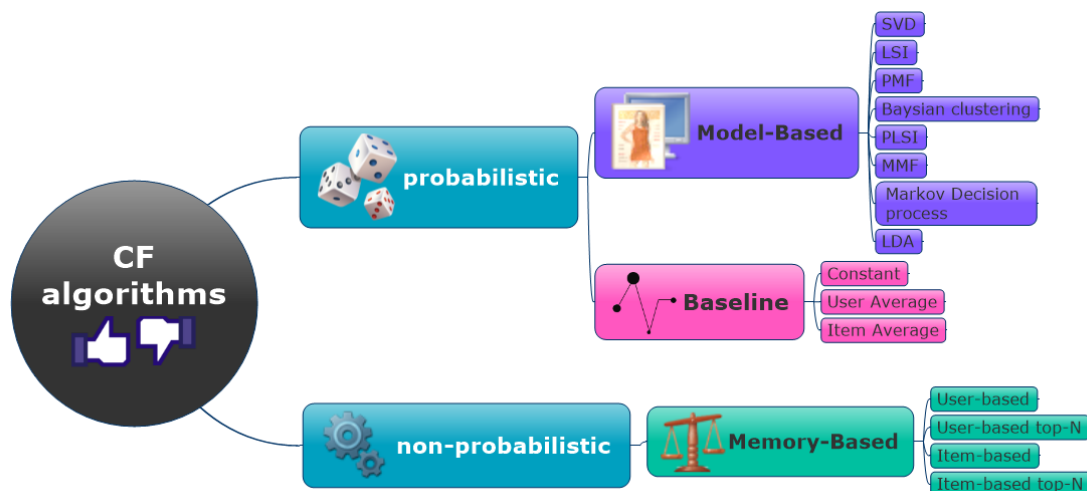 CF
algorithms
probabilistic
Model-Based
SVD
LSI
PMF
Baysian clustering
PLSI
MMF
Markov Decision
process
LDA
Baseline
Constant
User Average
Item Average
non-probabilistic
Memory-Based
User-based
User-based top-N
Item-based
Item-based top-N